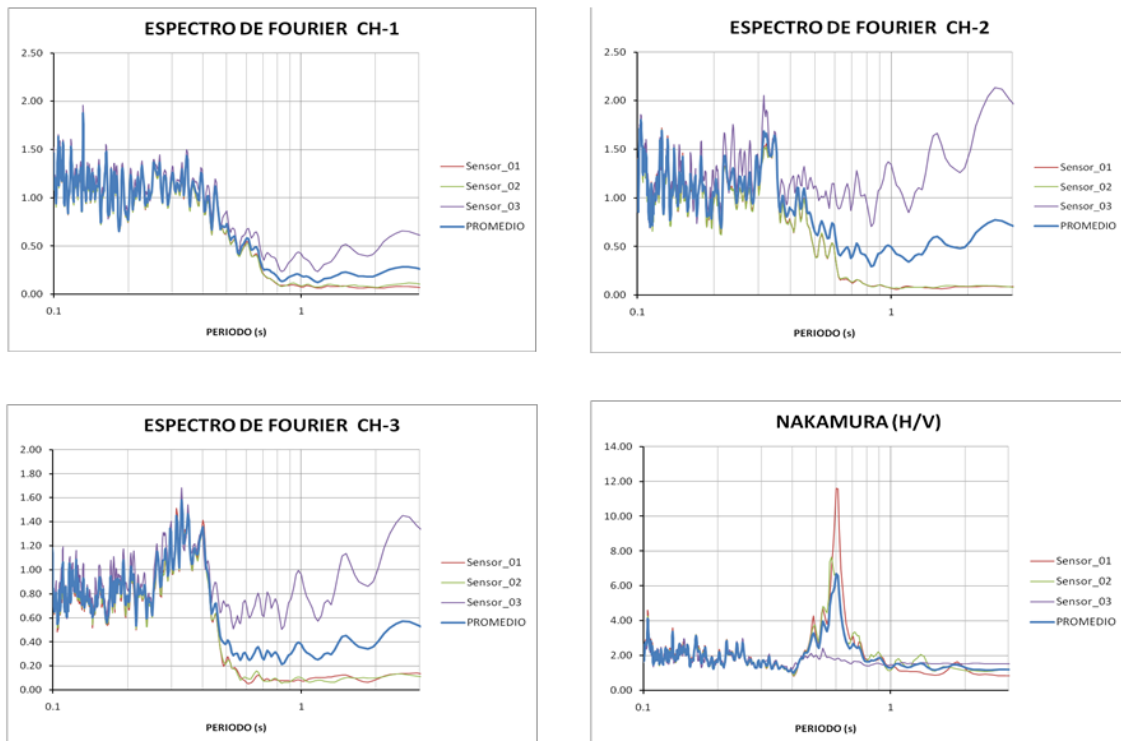 ESPECTRO DE FOURIER CH-1
2.50
2.00
1.50
1.00
0.50
0.00
0.1
1
PERIODO (s)
Sensor_01
Sensor_02
Sensor_03
PROMEDIO
ESPECTRO DE FOURIER CH-2
2.50
2.00
1.50
1.00
0.50
0.00
0.1
1
PERIODO (s)
Sensor_01
Sensor_02
Sensor_03
PROMEDIO
ESPECTRO DE FOURIER CH-3
2.00
1.80
1.60
1.40
1.20
1.00
0.80
0.60
0.40
0.20
0.00
0.1
1
PERIODO (s)
Sensor_01
Sensor_02
Sensor_03
PROMEDIO
NAKAMURA (H/V)
14.00
12.00
10.00
8.00
6.00
4.00
2.00
0.00
0.1
1
PERIODO (s)
Sensor_01
Sensor_02
Sensor_03
PROMEDIO